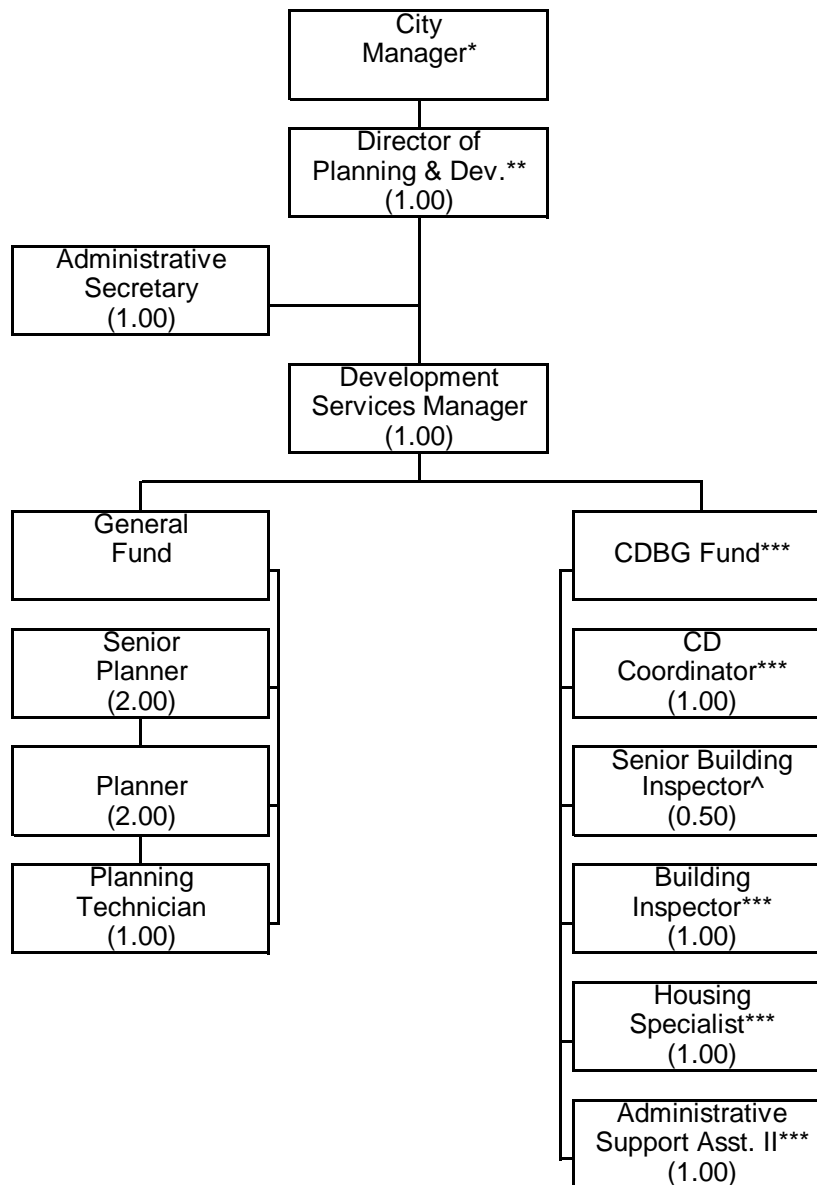 City
Manager*
Director of
Planning & Dev.**
(1.00)
Administrative
Secretary
(1.00)
Development
Services Manager
(1.00)
General
Fund
Senior
Planner
(2.00)
Planner
(2.00)
Planning
Technician
(1.00)
CDBG Fund***
CD
Coordinator***
(1.00)
Senior Building
Inspector^
(0.50)
Building
Inspector***
(1.00)
Housing
Specialist***
(1.00)
Administrative
Support Asst. II***
(1.00)